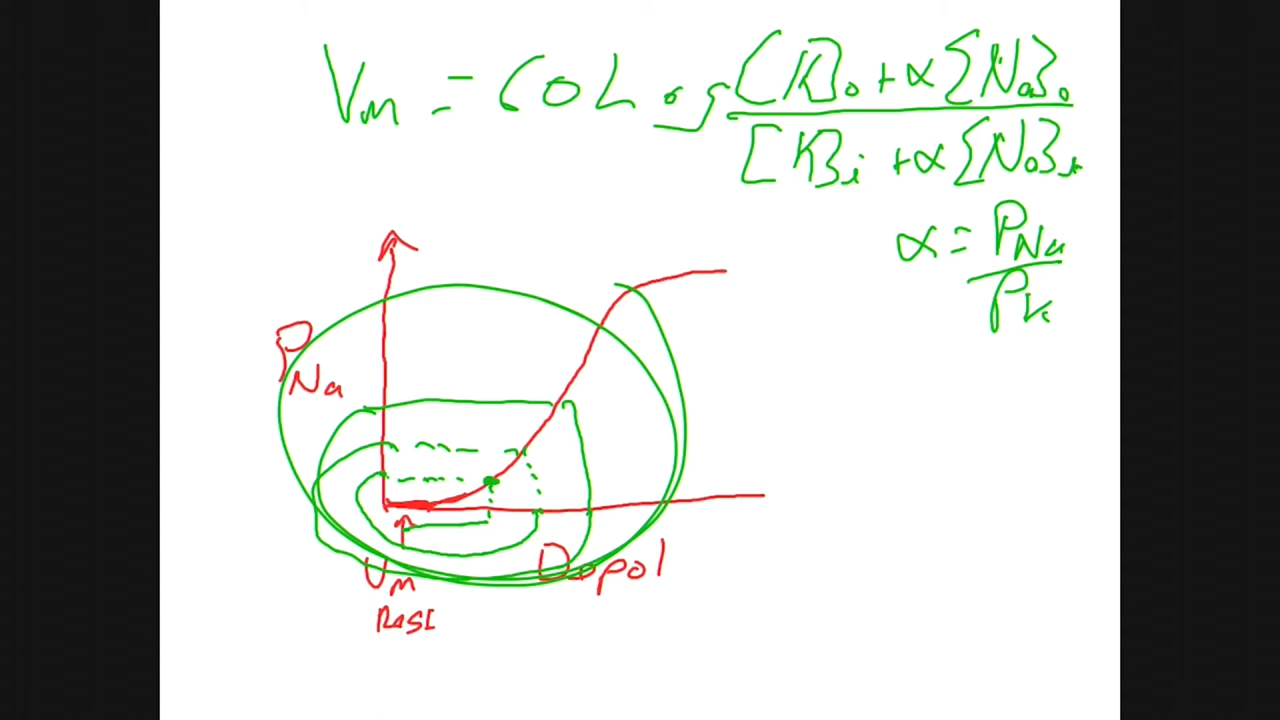 Vm = 60 Log [K]o + α [Na]o
[K]i + α [Na]i
α = PNa
PK
PNa
Depol
Vm
Rest